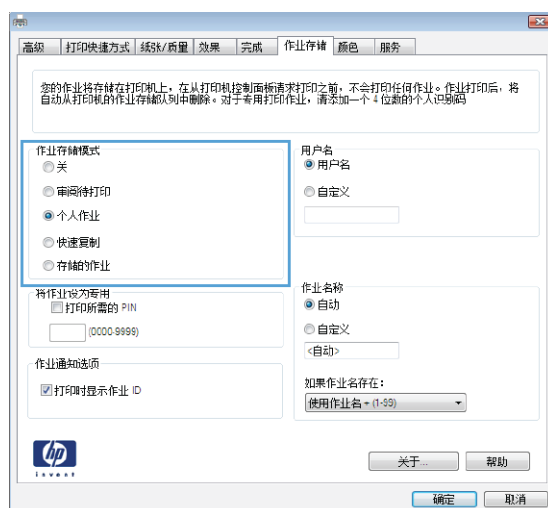 高级 打印快捷方式 纸张/质量 效果 完成 作业存储 颜色 服务
您的作业将存储在打印机上，在从打印机控制面板请求打印之前，不会打印任何作业。作业打印后，将
自动从打印机的作业存储队列中删除。对于专用打印作业，请添加一个 4 位数的个人识别码
作业存储模式
关
审阅待打印
个人作业
快速复制
存储的作业
用户名
用户名
自定义
将作业设为专用
打印所需的 PIN
(0000-9999)
作业通知选项
打印时显示作业 ID
作业名称
自动
自定义
<自动>
如果作业名存在：
使用作业名 + (1-99)
hp
invent
关于... 帮助
确定 取消